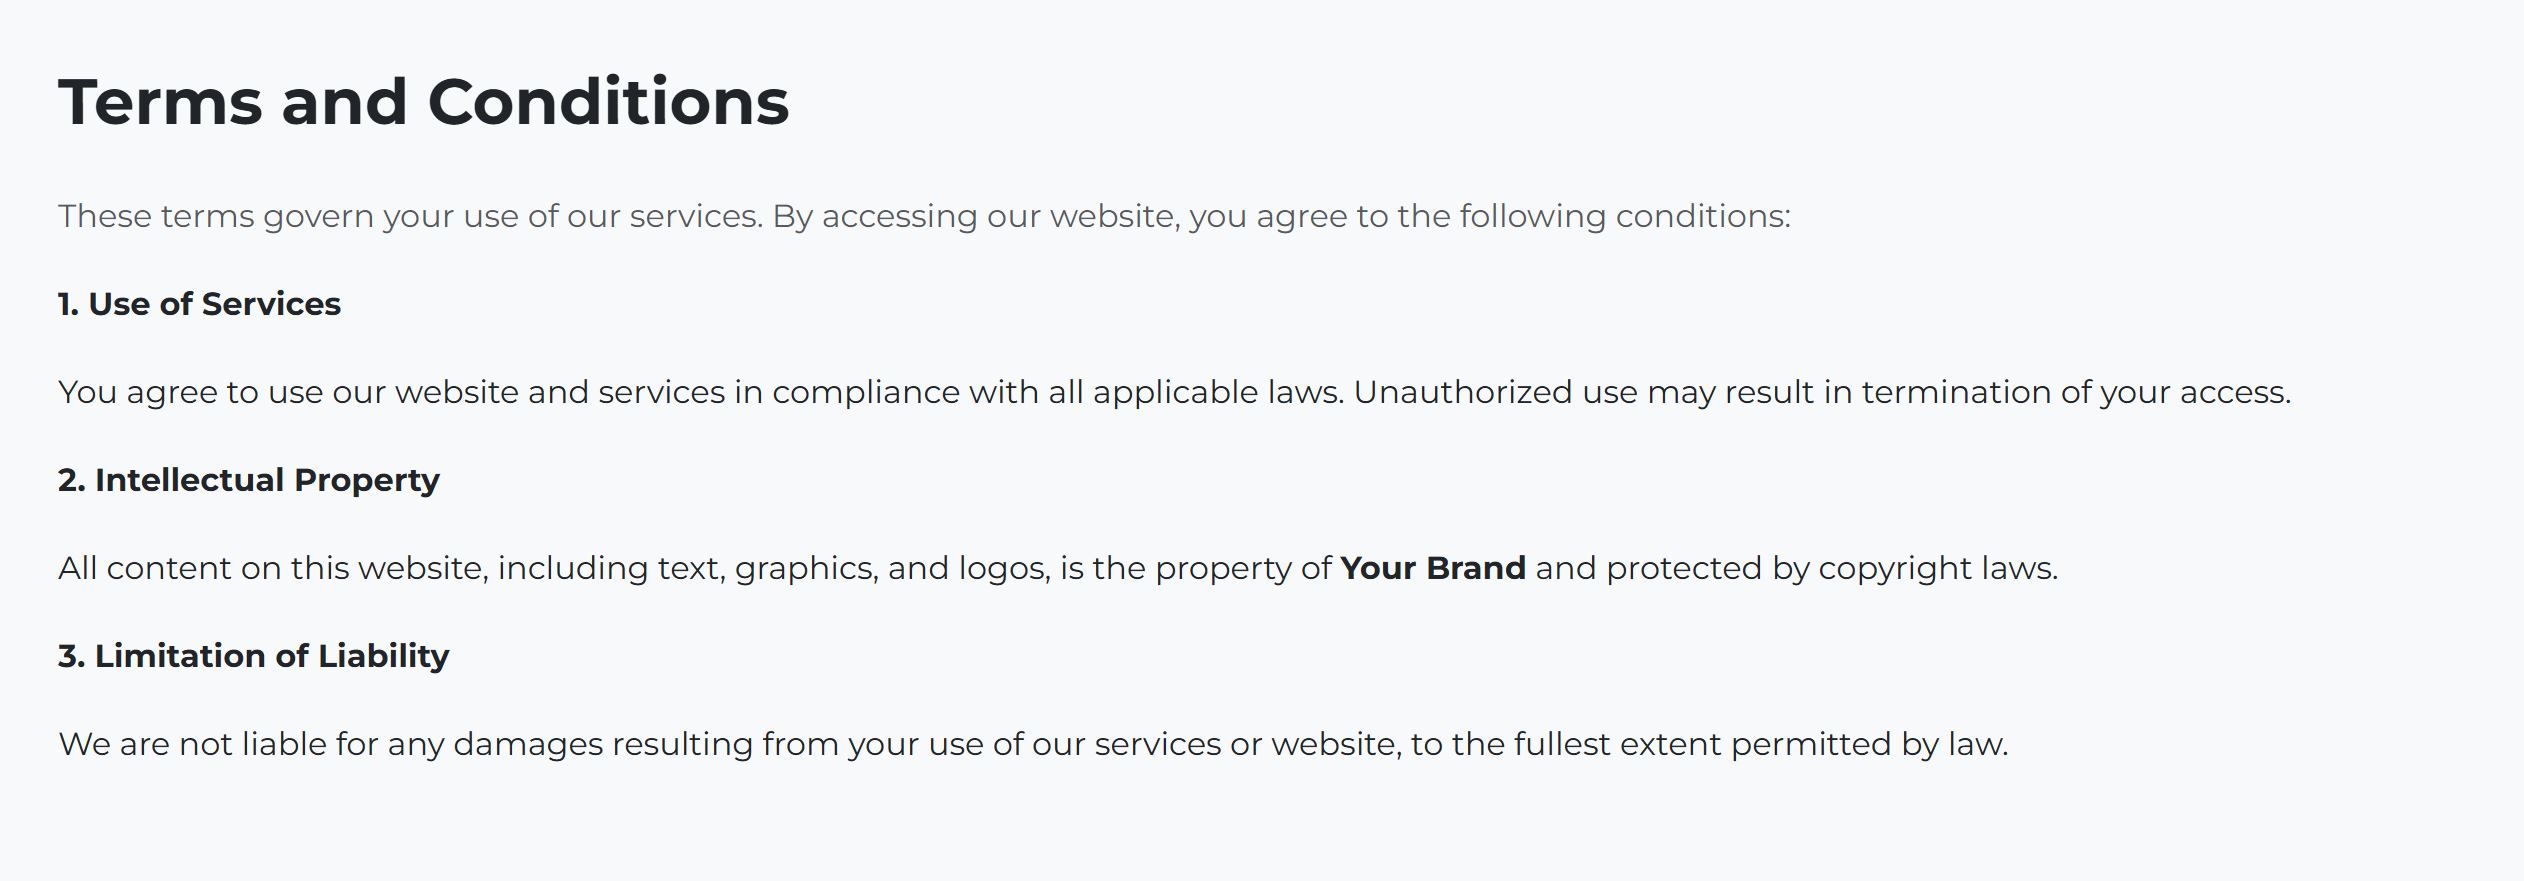 Terms and Conditions
These terms govern your use of our services. By accessing our website, you agree to the following conditions:
1. Use of Services
You agree to use our website and services in compliance with all applicable laws. Unauthorized use may result in termination of your access.
2. Intellectual Property
All content on this website, including text, graphics, and logos, is the property of Your Brand and protected by copyright laws.
3. Limitation of Liability
We are not liable for any damages resulting from your use of our services or website, to the fullest extent permitted by law.